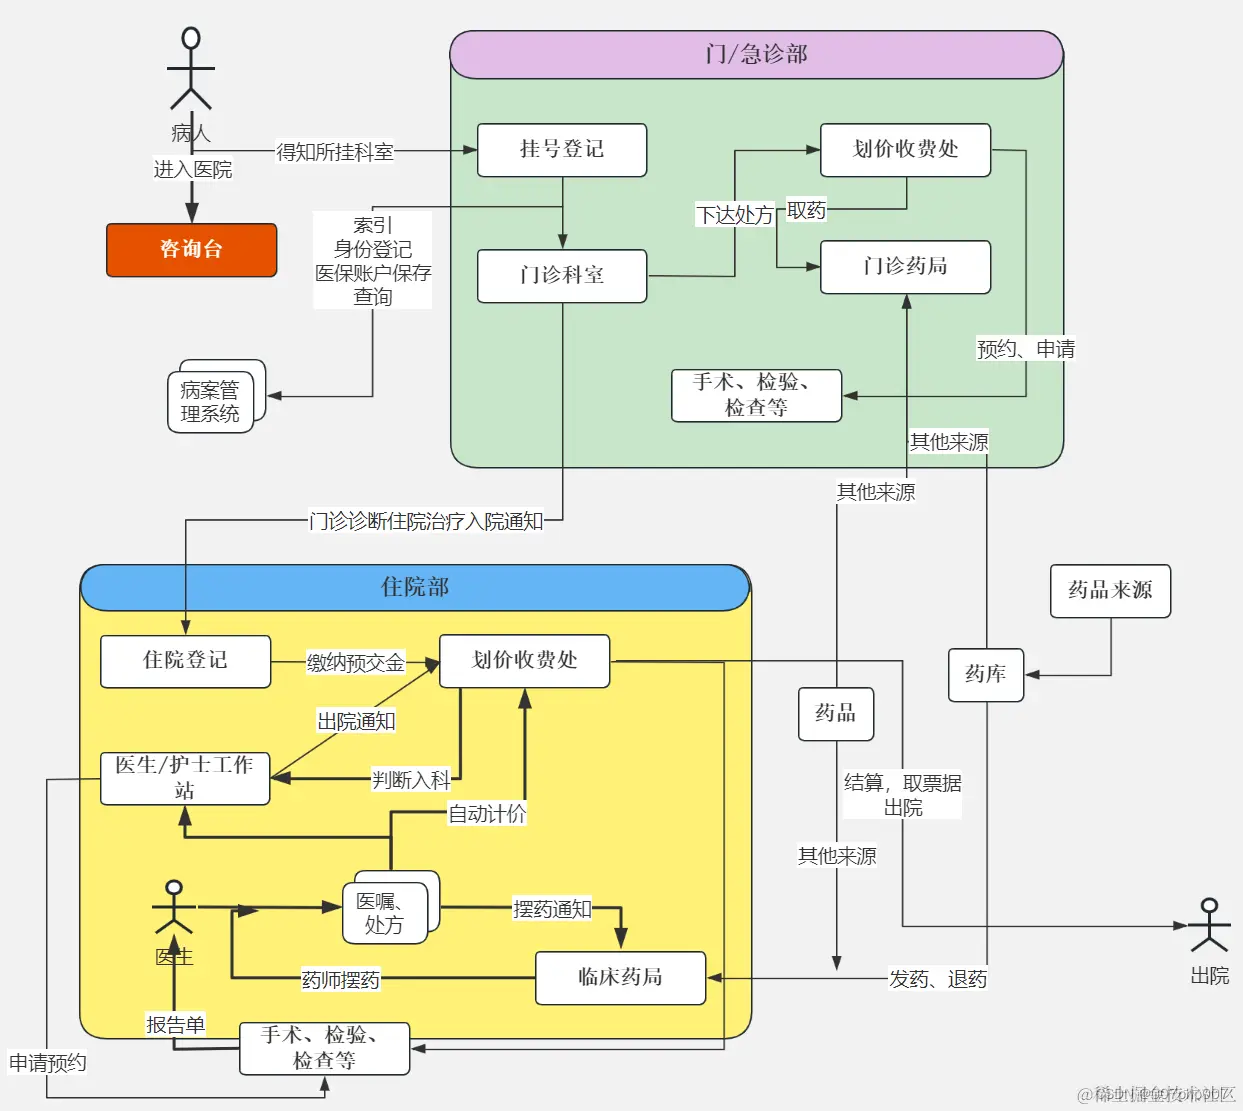 门/急诊部
病人
得知所挂科室
挂号登记
划价收费处
进入医院
咨询台
索引
身份登记
医保账户保存
查询
下达处方
取药
门诊科室
门诊药局
预约、申请
病案管
理系统
手术、检验、
检查等
其他来源
其他来源
门诊诊断住院治疗入院通知
住院部
药品来源
住院登记
缴纳预交金
划价收费处
药库
药品
出院通知
医生/护士工作
站
判断入科
结算，取票据
出院
自动计价
其他来源
医嘱、
处方
摆药通知
医生
药师摆药
临床药局
发药、退药
出院
报告单
手术、检验、
检查等
申请预约
@稀土掘金技术社区